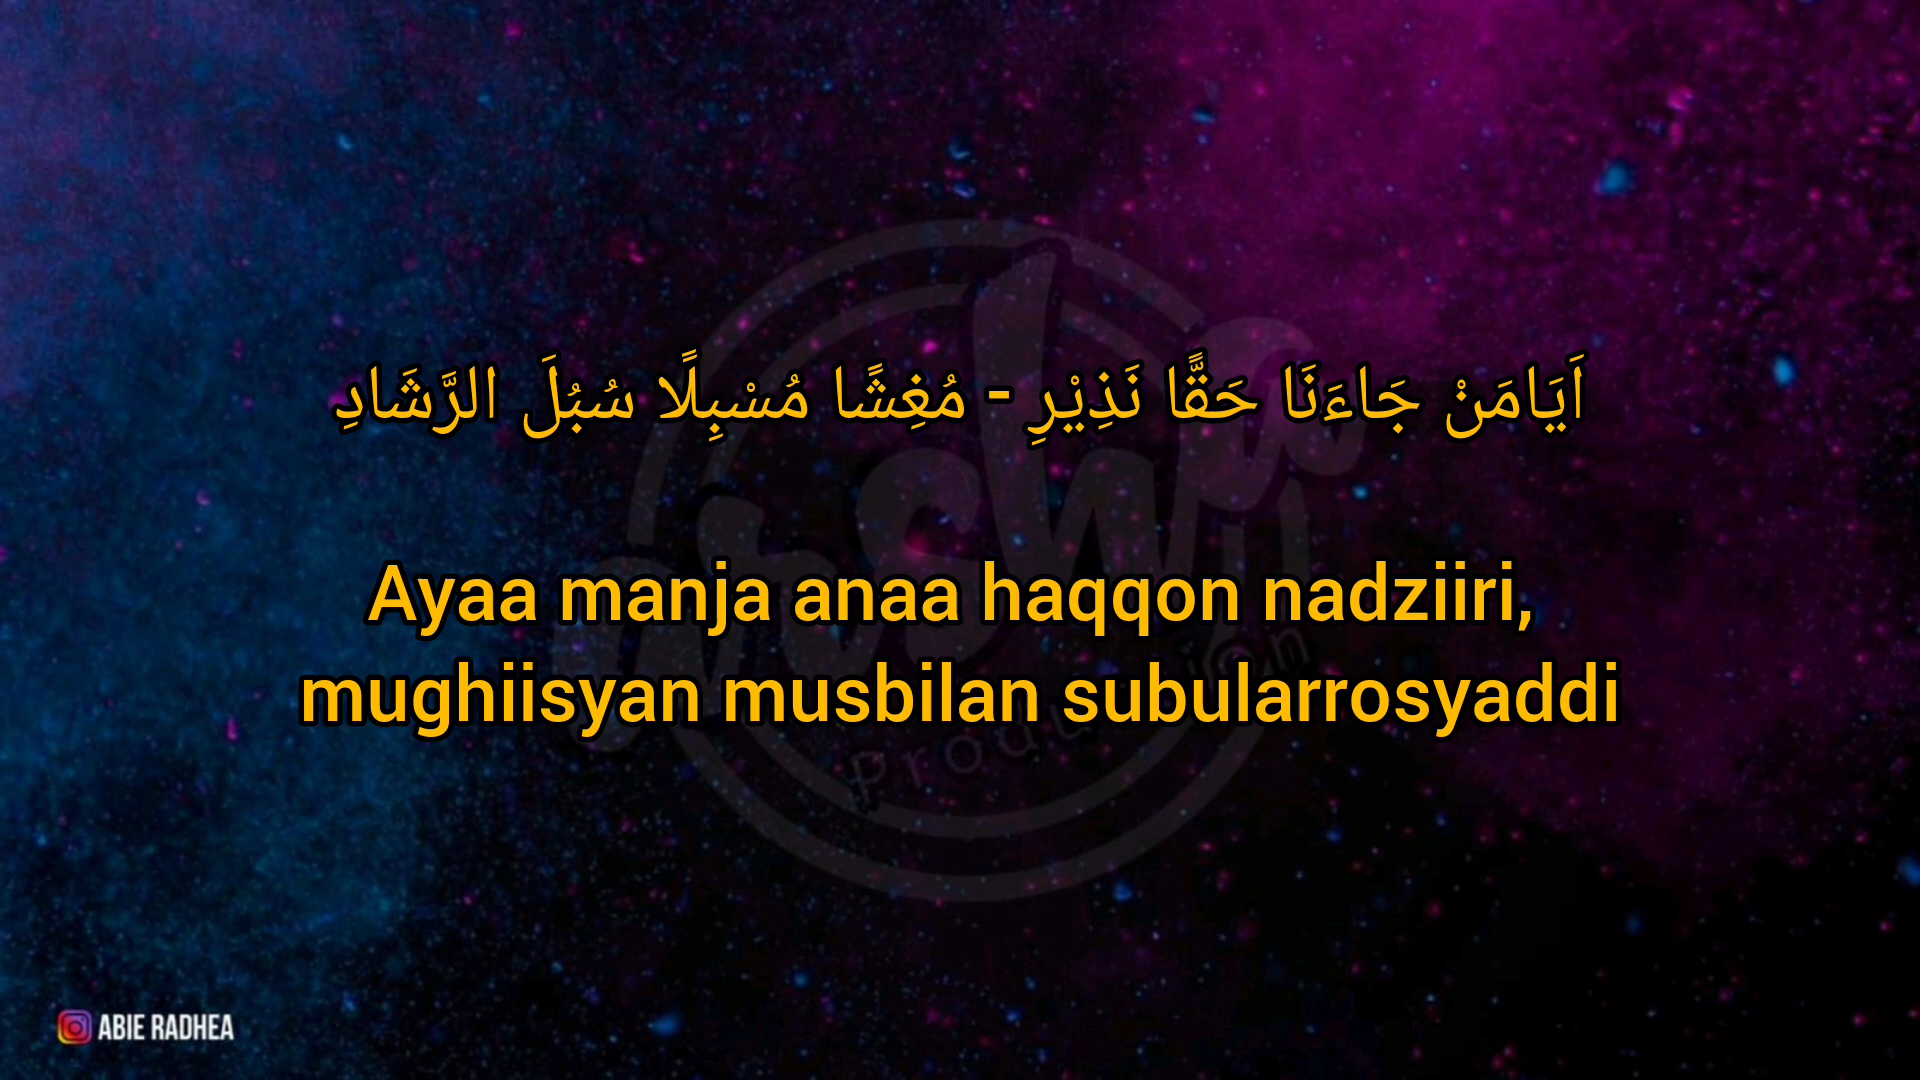 اَيَامَنْ جَاءَنَا حَقًّا نَذِيْرِ - مُغِشًا مُسْبِلًا سُبُلَ الرَّشَادِ
Ayaa manja anaa haqqon nadziiri,
mughiisyan musbilan subularrosyaddi
ABIE RADHEA